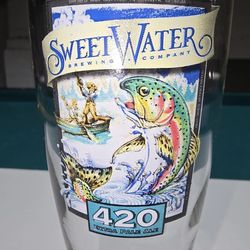 SWEETWATER
BREWING COMPANY
420
EXTRA PALE ALE